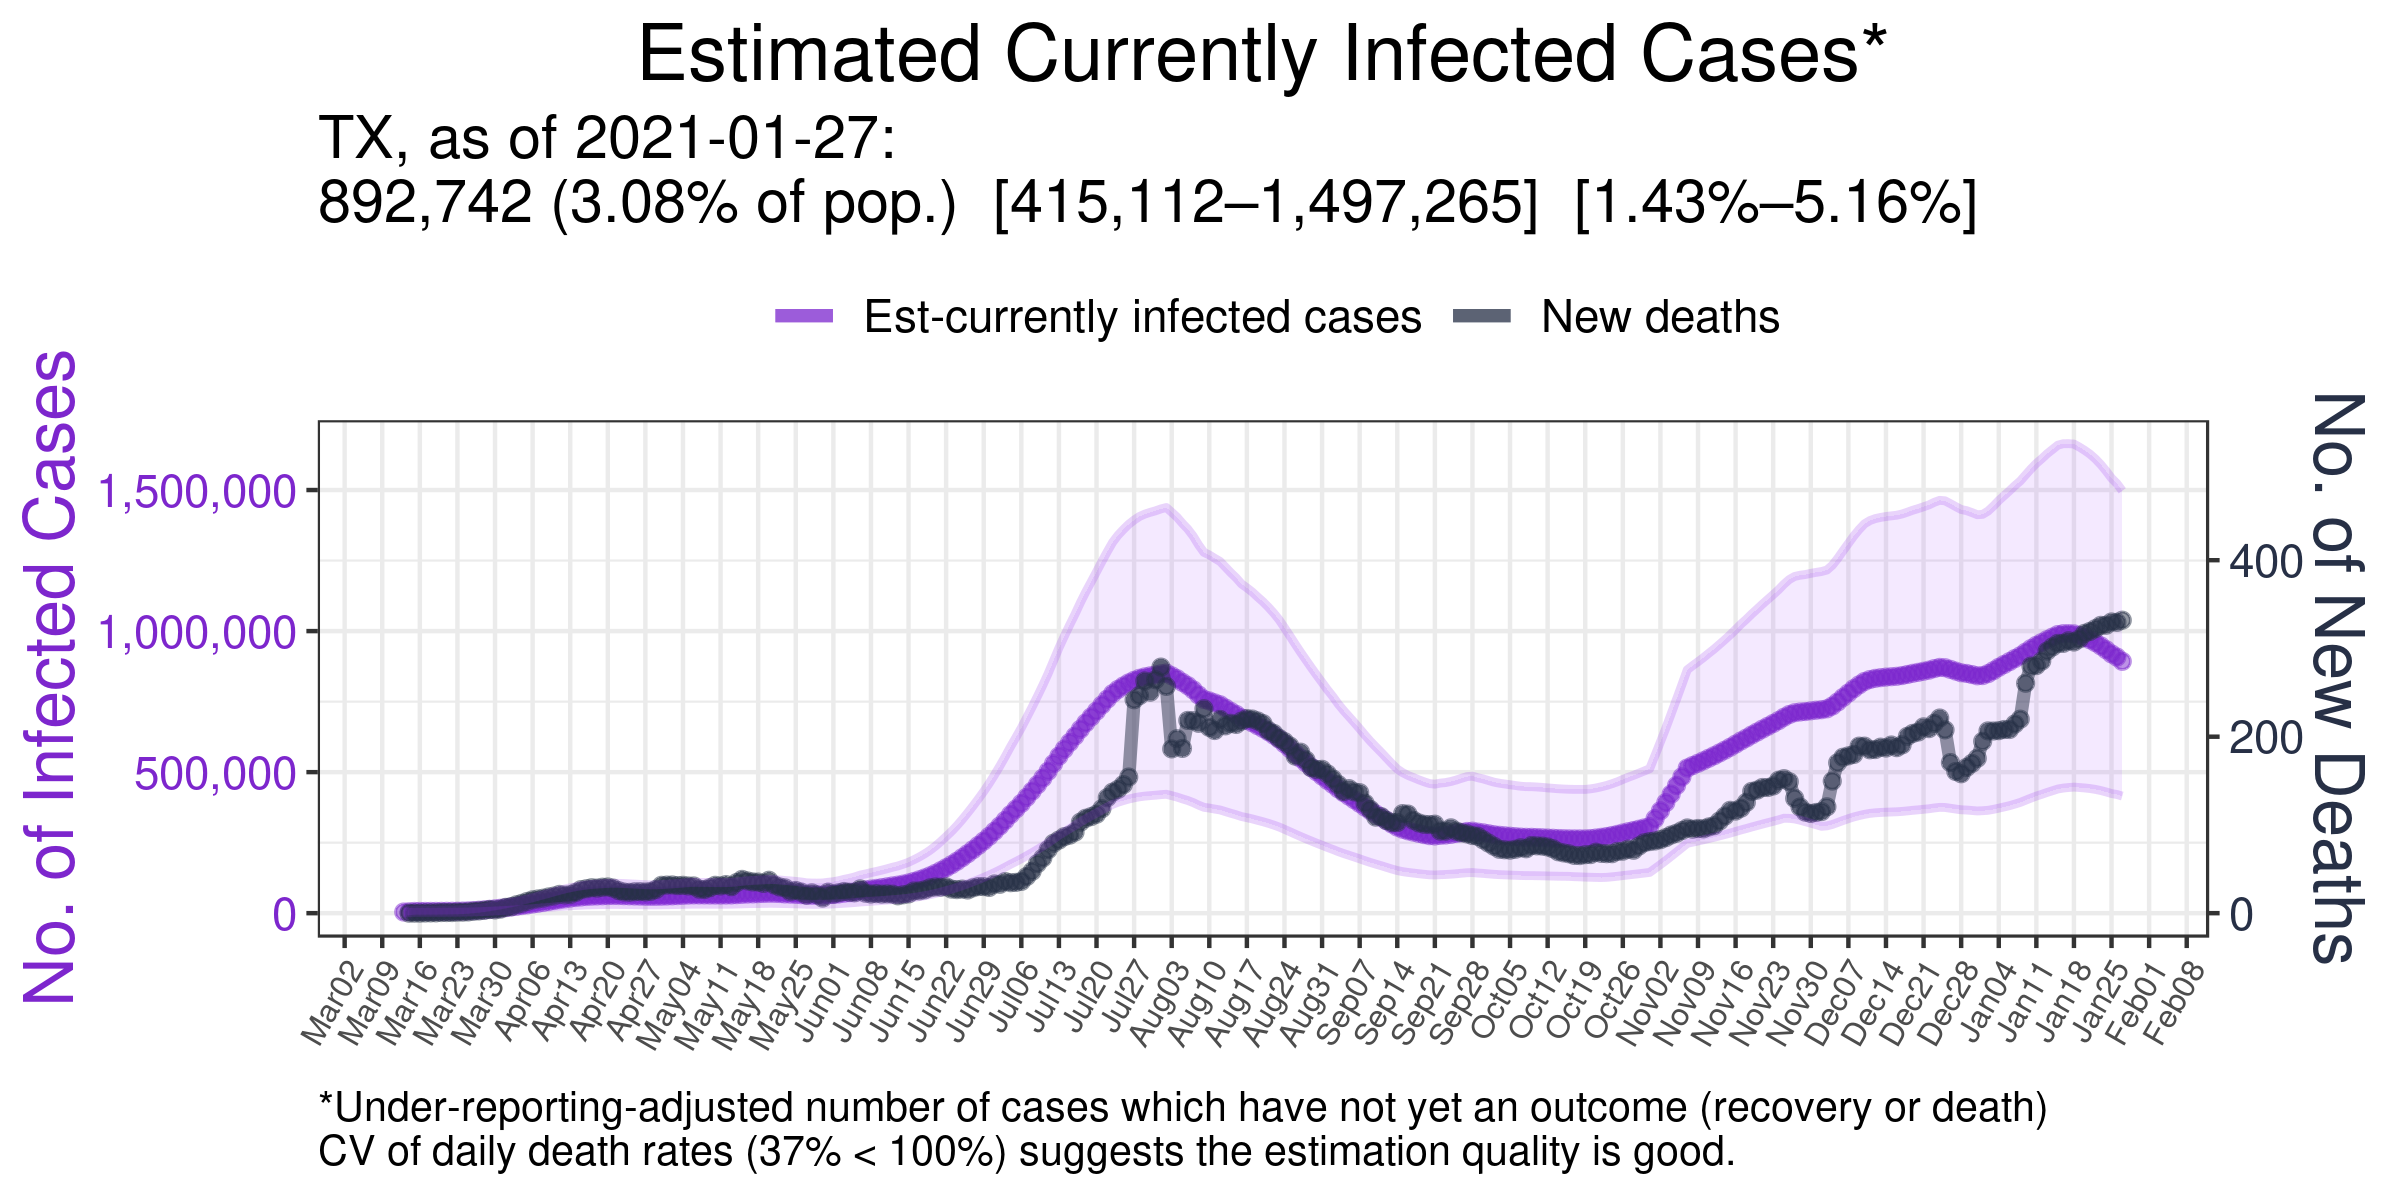 Estimated Currently Infected Cases*
TX, as of 2021-01-27:
892,742 (3.08% of pop.) [415,112–1,497,265] [1.43%–5.16%]
Est-currently infected cases
New deaths
No. of Infected Cases
1,500,000
1,000,000
500,000
0
No. of New Deaths
400
200
0
Mar02
Mar09
Mar16
Mar23
Mar30
Apr06
Apr13
Apr20
Apr27
May04
May11
May18
May25
Jun01
Jun08
Jun15
Jun22
Jun29
Jul06
Jul13
Jul20
Jul27
Aug03
Aug10
Aug17
Aug24
Aug31
Sep07
Sep14
Sep21
Sep28
Oct05
Oct12
Oct19
Oct26
Nov02
Nov09
Nov16
Nov23
Nov30
Dec07
Dec14
Dec21
Dec28
Jan04
Jan11
Jan18
Jan25
Feb01
Feb08
*Under-reporting-adjusted number of cases which have not yet an outcome (recovery or death)
CV of daily death rates (37% < 100%) suggests the estimation quality is good.